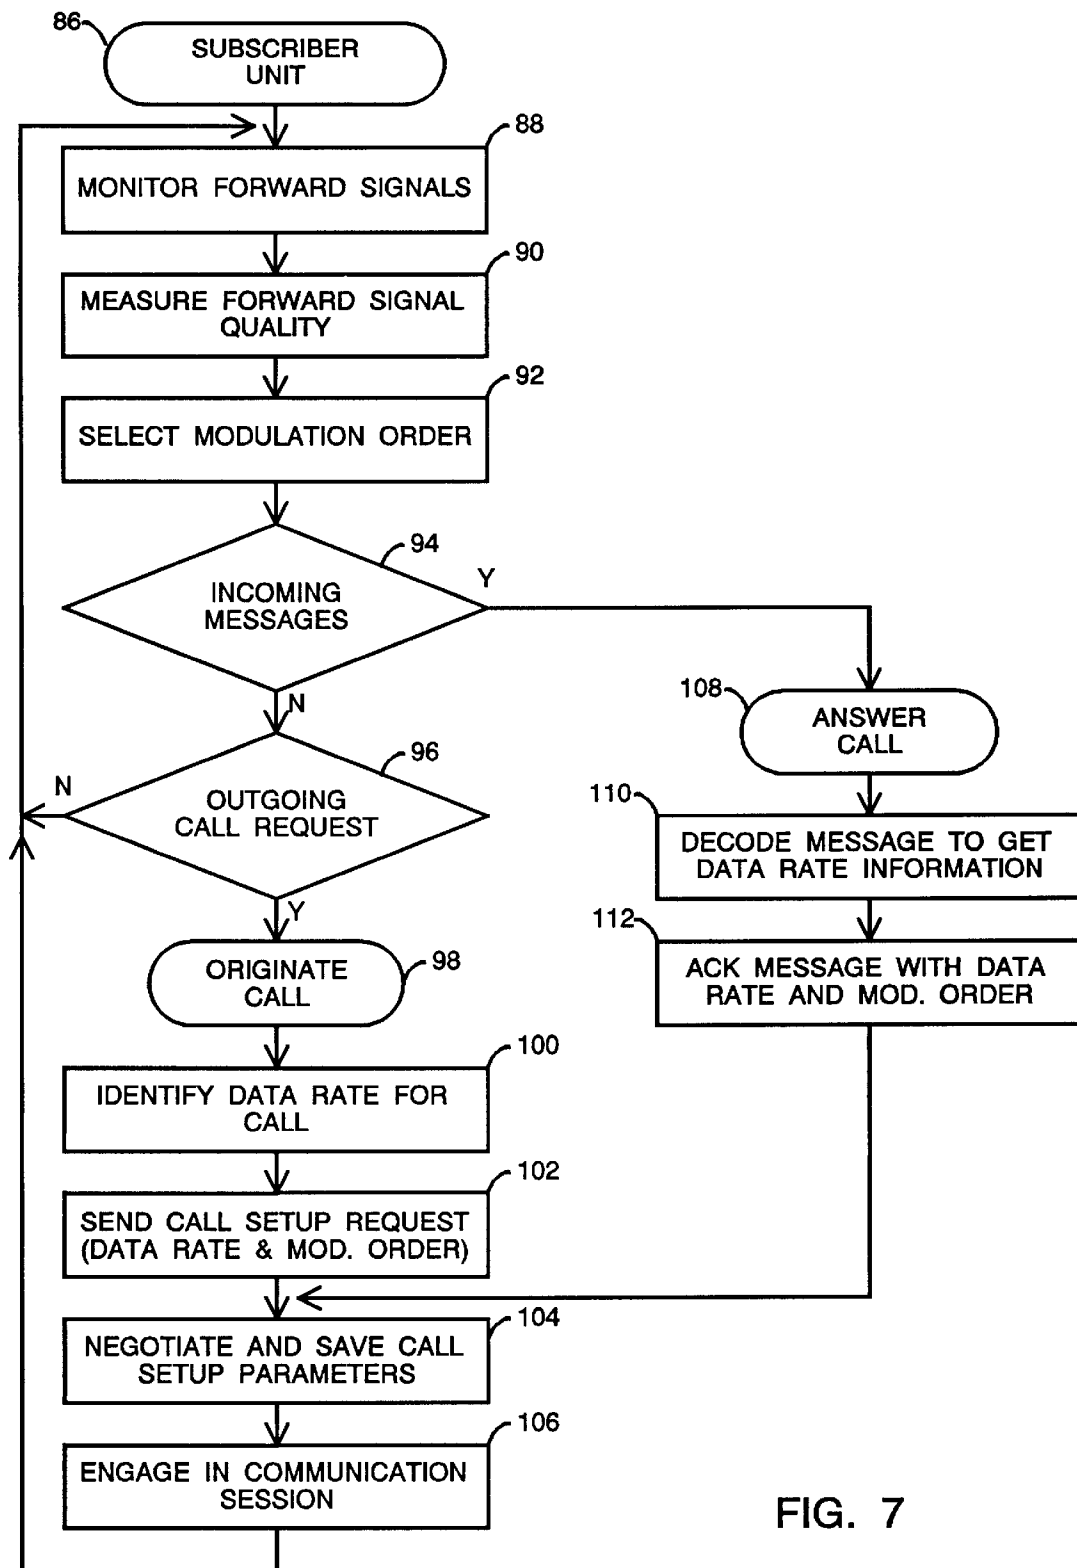 86
SUBSCRIBER
UNIT
88
MONITOR FORWARD SIGNALS
90
MEASURE FORWARD SIGNAL
QUALITY
92
SELECT MODULATION ORDER
94
INCOMING
MESSAGES
Y
N
96
OUTGOING
CALL REQUEST
N
Y
98
ORIGINATE
CALL
100
IDENTIFY DATA RATE FOR
CALL
102
SEND CALL SETUP REQUEST
(DATA RATE & MOD. ORDER)
104
NEGOTIATE AND SAVE CALL
SETUP PARAMETERS
106
ENGAGE IN COMMUNICATION
SESSION
108
ANSWER
CALL
110
DECODE MESSAGE TO GET
DATA RATE INFORMATION
112
ACK MESSAGE WITH DATA
RATE AND MOD. ORDER
FIG. 7